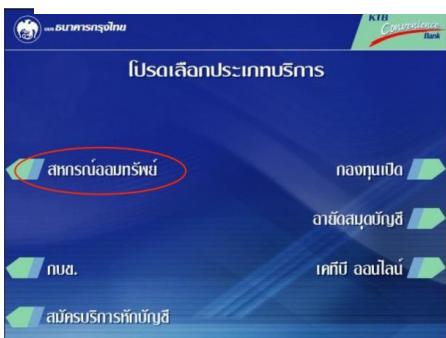 ธนาคารกรุงไทย
KTB
Convenience
Bank
โปรดเลือกประเภทบริการ
สหกรณ์ออมทรัพย์
กองทุนเปิด
อายัดสมุดบัญชี
กบข.
เคทีบี ออนไลน์
สมัครบริการหักบัญชี